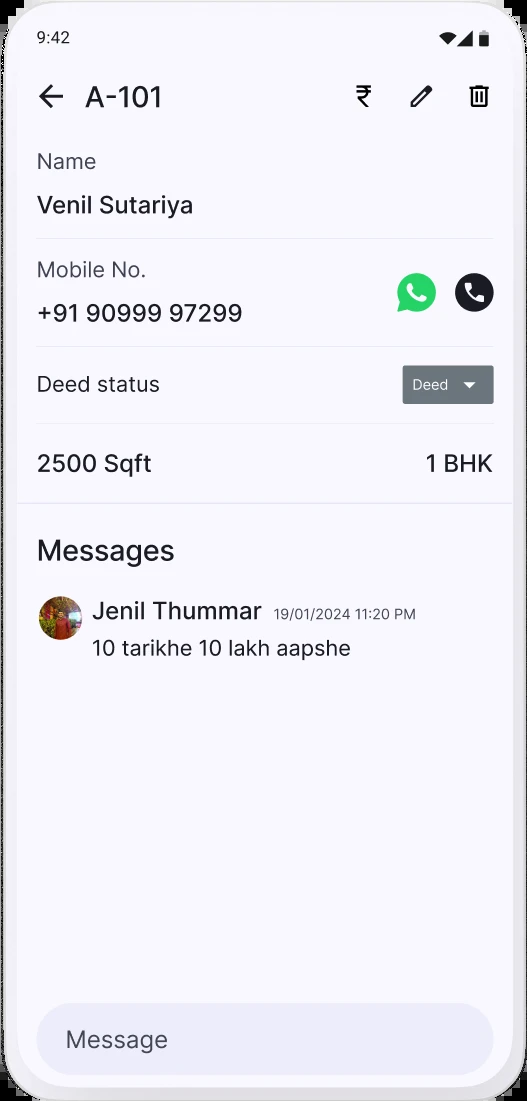 9:42
A-101 ₹
Name
Venil Sutariya
Mobile No.
+91 90999 97299
Deed status Deed
2500 Sqft 1 BHK
Messages
Jenil Thummar 19/01/2024 11:20 PM
10 tarikhe 10 lakh aapshe
Message